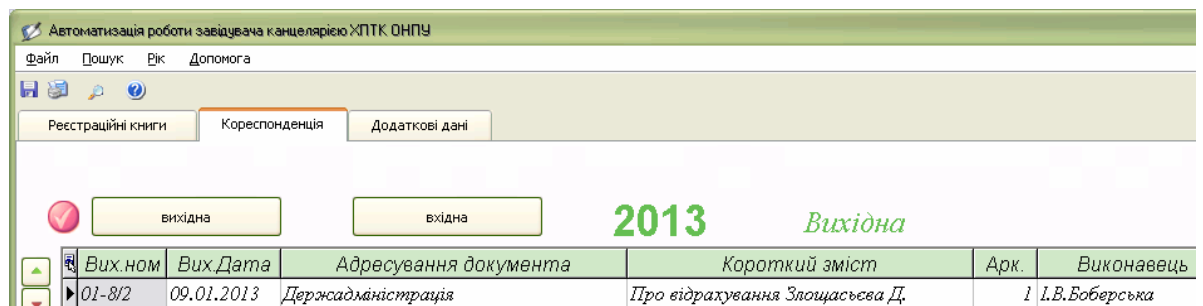 Автоматизація роботи завідувача канцелярією ХПТК ОНПУ
Файл Пошук Рік Допомога
Реєстраційні книги Кореспонденція Додаткові дані
вихідна вхідна 2013 Вихідна
Вих.ном Вих.Дата Адресування документа Короткий зміст Арк. Виконавець
01-8/2 09.01.2013 Держадміністрація Про відрахування Злощасьєва Д. 1 І.В.Боберська